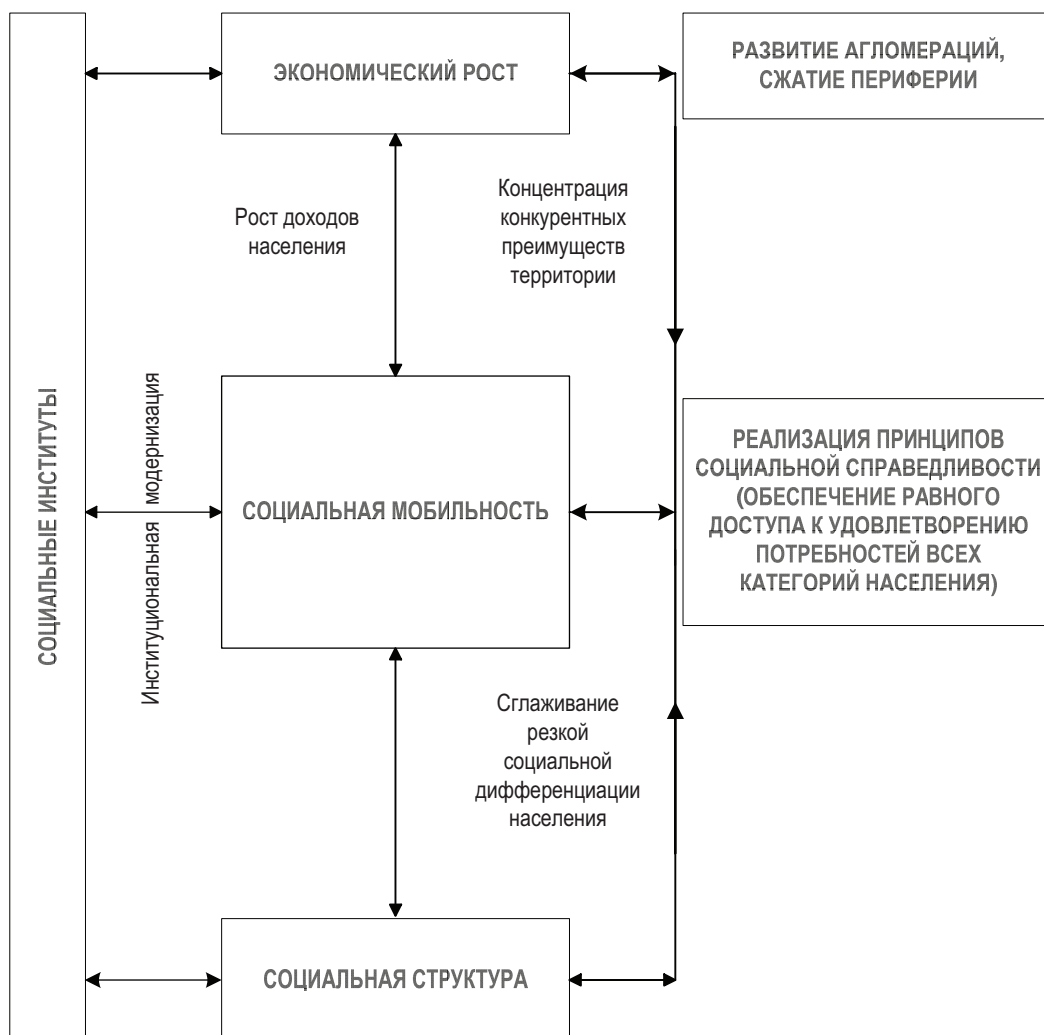 ЭКОНОМИЧЕСКИЙ РОСТ
РАЗВИТИЕ АГЛОМЕРАЦИЙ,
СЖАТИЕ ПЕРИФЕРИИ
Рост доходов
населения
Концентрация
конкурентных
преимуществ
территории
СОЦИАЛЬНЫЕ ИНСТИТУТЫ
Институциональная модернизация
СОЦИАЛЬНАЯ МОБИЛЬНОСТЬ
РЕАЛИЗАЦИЯ ПРИНЦИПОВ
СОЦИАЛЬНОЙ СПРАВЕДЛИВОСТИ
(ОБЕСПЕЧЕНИЕ РАВНОГО
ДОСТУПА К УДОВЛЕТВОРЕНИЮ
ПОТРЕБНОСТЕЙ ВСЕХ
КАТЕГОРИЙ НАСЕЛЕНИЯ)
Сглаживание
резкой
социальной
дифференциации
населения
СОЦИАЛЬНАЯ СТРУКТУРА